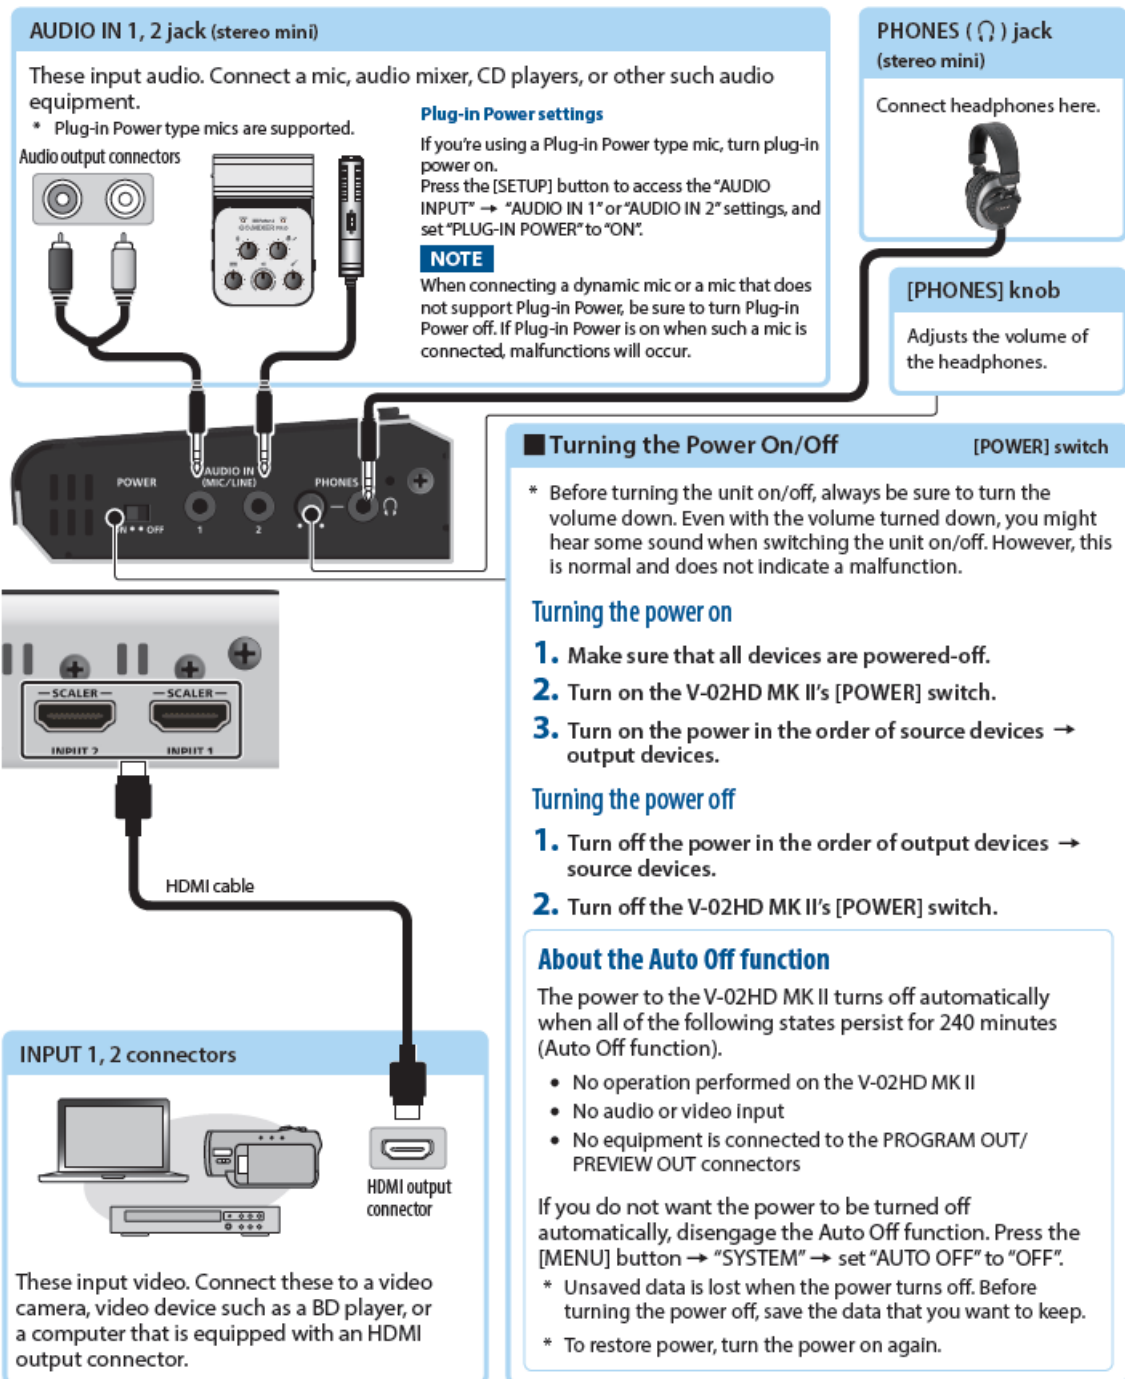 AUDIO IN 1, 2 jack (stereo mini)
These input audio. Connect a mic, audio mixer, CD players, or other such audio
equipment.
* Plug-in Power type mics are supported.
Audio output connectors
Plug-in Power settings
If you're using a Plug-in Power type mic, turn plug-in
power on.
Press the [SETUP] button to access the "AUDIO
INPUT" → "AUDIO IN 1" or "AUDIO IN 2" settings, and
set "PLUG-IN POWER" to "ON".
NOTE
When connecting a dynamic mic or a mic that does
not support Plug-in Power, be sure to turn Plug-in
Power off. If Plug-in Power is on when such a mic is
connected, malfunctions will occur.
PHONES ( ) jack
(stereo mini)
Connect headphones here.
[PHONES] knob
Adjusts the volume of
the headphones.
POWER
AUDIO IN
(MIC/LINE)
PHONES
OFF
1
2
SCALER
SCALER
INPUT 2
INPUT 1
HDMI cable
INPUT 1, 2 connectors
HDMI output
connector
These input video. Connect these to a video
camera, video device such as a BD player, or
a computer that is equipped with an HDMI
output connector.
■ Turning the Power On/Off [POWER] switch
* Before turning the unit on/off, always be sure to turn the
volume down. Even with the volume turned down, you might
hear some sound when switching the unit on/off. However, this
is normal and does not indicate a malfunction.
Turning the power on
1. Make sure that all devices are powered-off.
2. Turn on the V-02HD MK II's [POWER] switch.
3. Turn on the power in the order of source devices →
output devices.
Turning the power off
1. Turn off the power in the order of output devices →
source devices.
2. Turn off the V-02HD MK II's [POWER] switch.
About the Auto Off function
The power to the V-02HD MK II turns off automatically
when all of the following states persist for 240 minutes
(Auto Off function).
• No operation performed on the V-02HD MK II
• No audio or video input
• No equipment is connected to the PROGRAM OUT/
PREVIEW OUT connectors
If you do not want the power to be turned off
automatically, disengage the Auto Off function. Press the
[MENU] button → "SYSTEM" → set "AUTO OFF" to "OFF".
* Unsaved data is lost when the power turns off. Before
turning the power off, save the data that you want to keep.
* To restore power, turn the power on again.